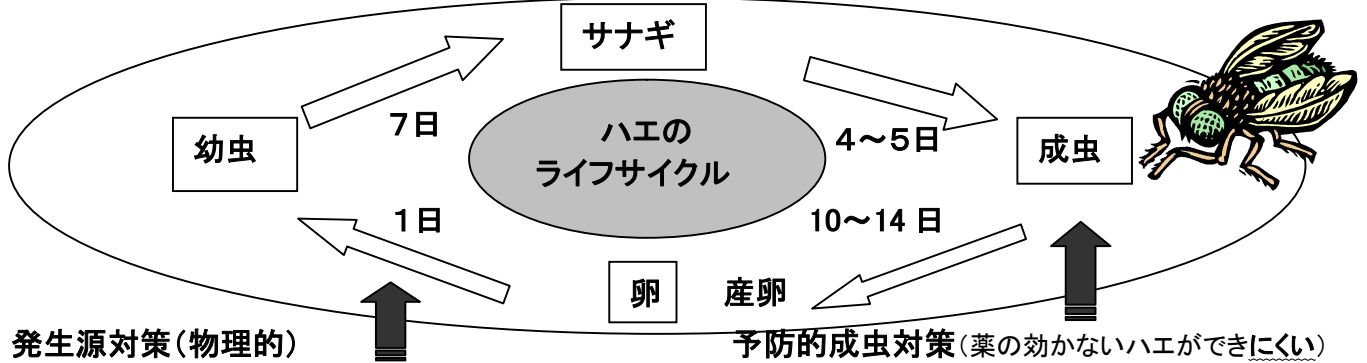 サナギ
7日
4～5日
幼虫
ハエの
ライフサイクル
成虫
1日
10～14日
卵
産卵
発生源対策(物理的)
予防的成虫対策(薬の効かないハエができにくい)